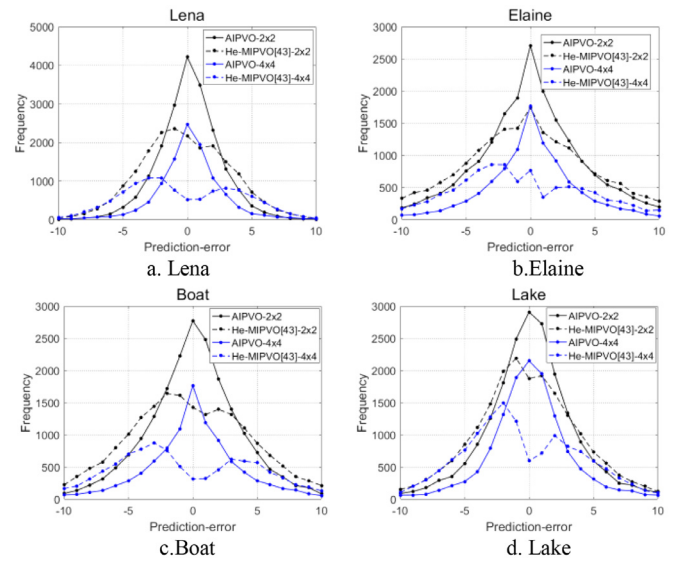 Lena
5000
4000
3000
2000
1000
0
Frequency
-10 -5 0 5 10
Prediction-error
AIPVO-2x2
He-MIPVO[43]-2x2
AIPVO-4x4
He-MIPVO[43]-4x4
a. Lena
Elaine
3000
2500
2000
1500
1000
500
0
Frequency
-10 -5 0 5 10
Prediction-error
AIPVO-2x2
He-MIPVO[43]-2x2
AIPVO-4x4
He-MIPVO[43]-4x4
b.Elaine
Boat
3000
2500
2000
1500
1000
500
0
Frequency
-10 -5 0 5 10
Prediction-error
AIPVO-2x2
He-MIPVO[43]-2x2
AIPVO-4x4
He-MIPVO[43]-4x4
c.Boat
Lake
3000
2500
2000
1500
1000
500
0
Frequency
-10 -5 0 5 10
Prediction-error
AIPVO-2x2
He-MIPVO[43]-2x2
AIPVO-4x4
He-MIPVO[43]-4x4
d. Lake